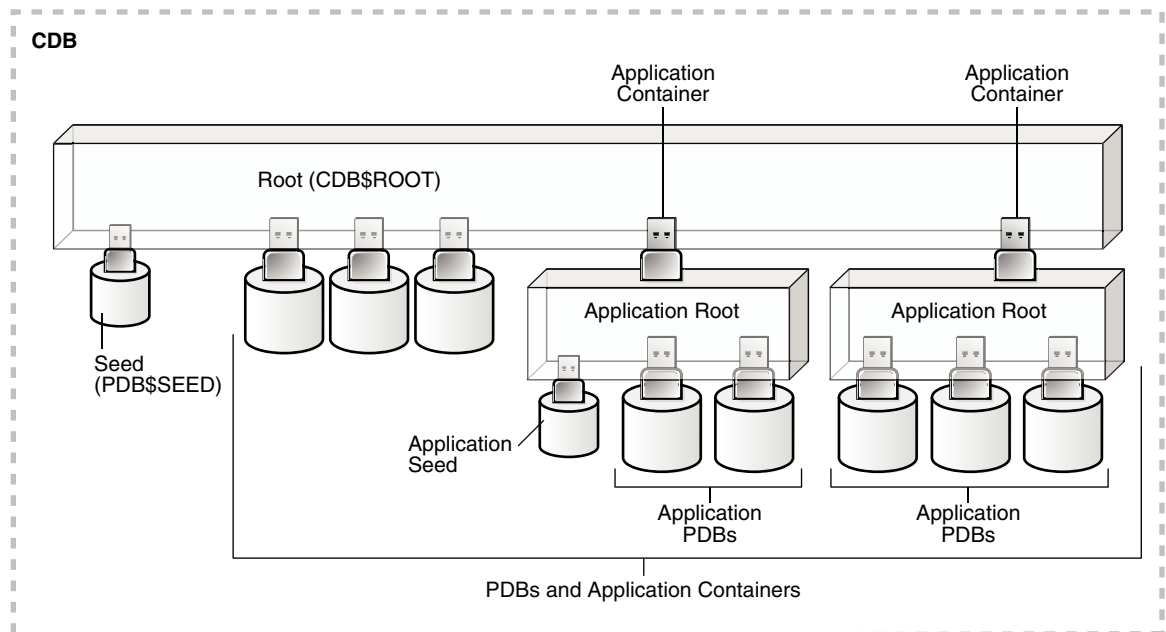 CDB
Application
Container
Application
Container
Root (CDB$ROOT)
Application Root
Application Root
Seed
(PDB$SEED)
Application
Seed
Application
PDBs
Application
PDBs
PDBs and Application Containers